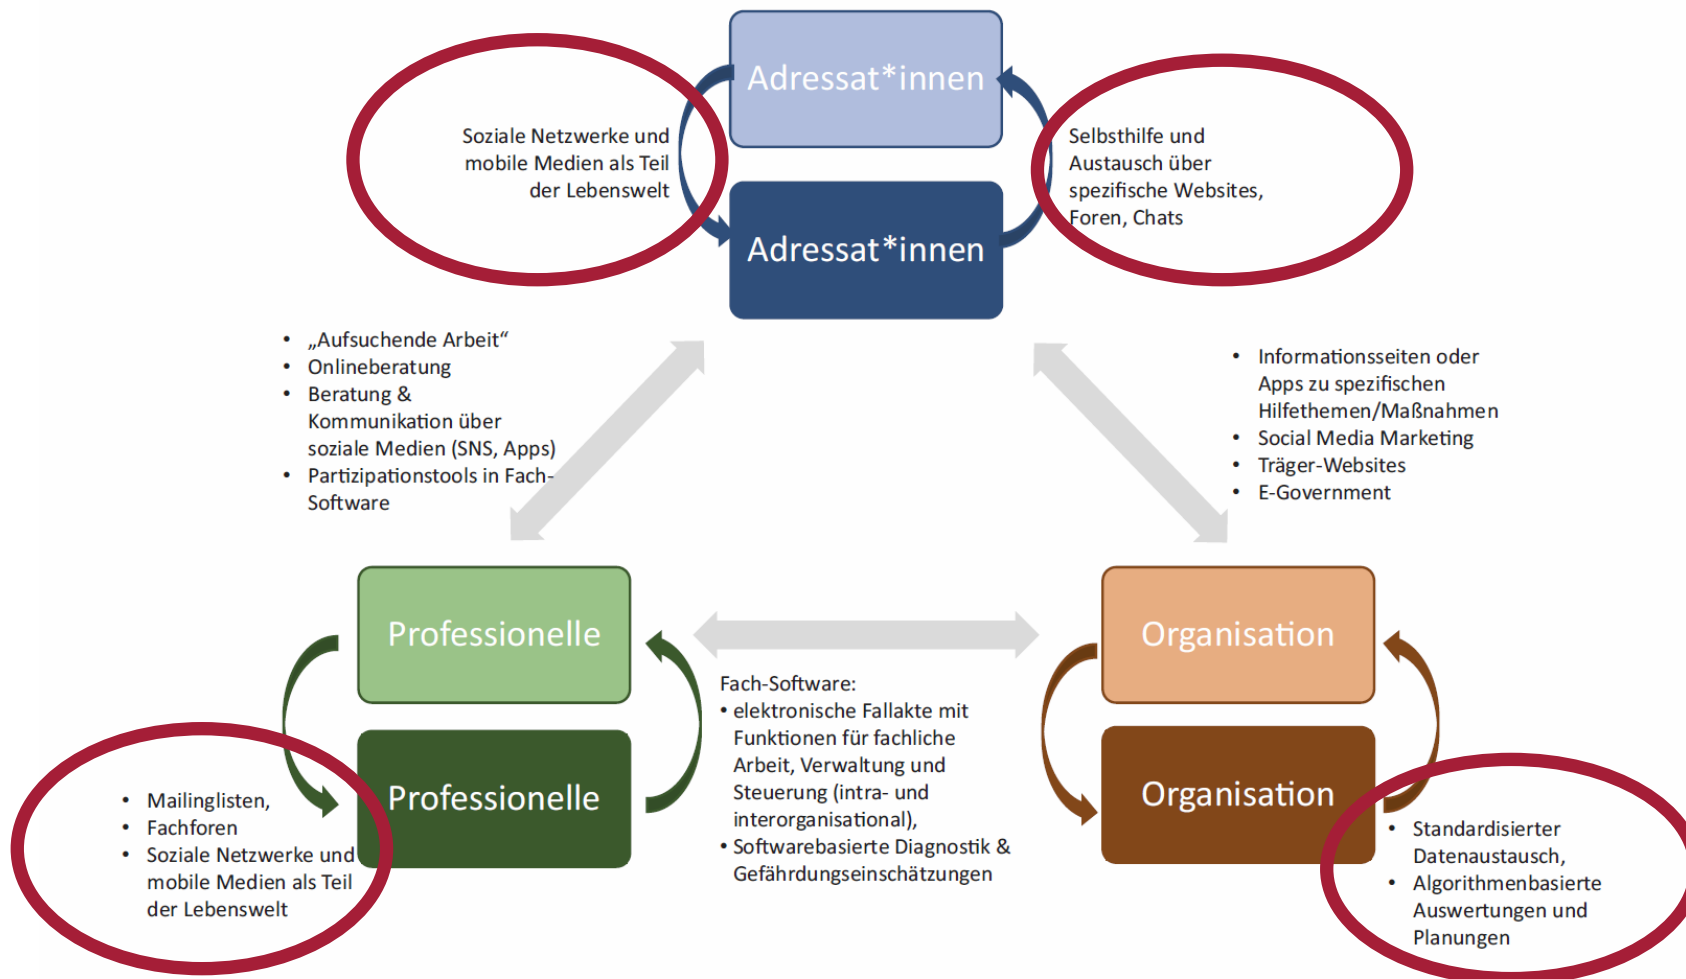 Adressat*innen
Soziale Netzwerke und
mobile Medien als Teil
der Lebenswelt
Selbsthilfe und
Austausch über
spezifische Websites,
Foren, Chats
Adressat*innen
• „Aufsuchende Arbeit“
• Onlineberatung
• Beratung &
Kommunikation über
soziale Medien (SNS, Apps)
• Partizipationstools in Fach-
Software
• Informationsseiten oder
Apps zu spezifischen
Hilfethemen/Maßnahmen
• Social Media Marketing
• Träger-Websites
• E-Government
Professionelle
Organisation
Fach-Software:
• elektronische Fallakte mit
Funktionen für fachliche
Arbeit, Verwaltung und
Steuerung (intra- und
interorganisational),
• Softwarebasierte Diagnostik &
Gefährdungseinschätzungen
Professionelle
Organisation
• Mailinglisten,
• Fachforen
• Soziale Netzwerke und
mobile Medien als Teil
der Lebenswelt
• Standardisierter
Datenaustausch,
• Algorithmenbasierte
Auswertungen und
Planungen